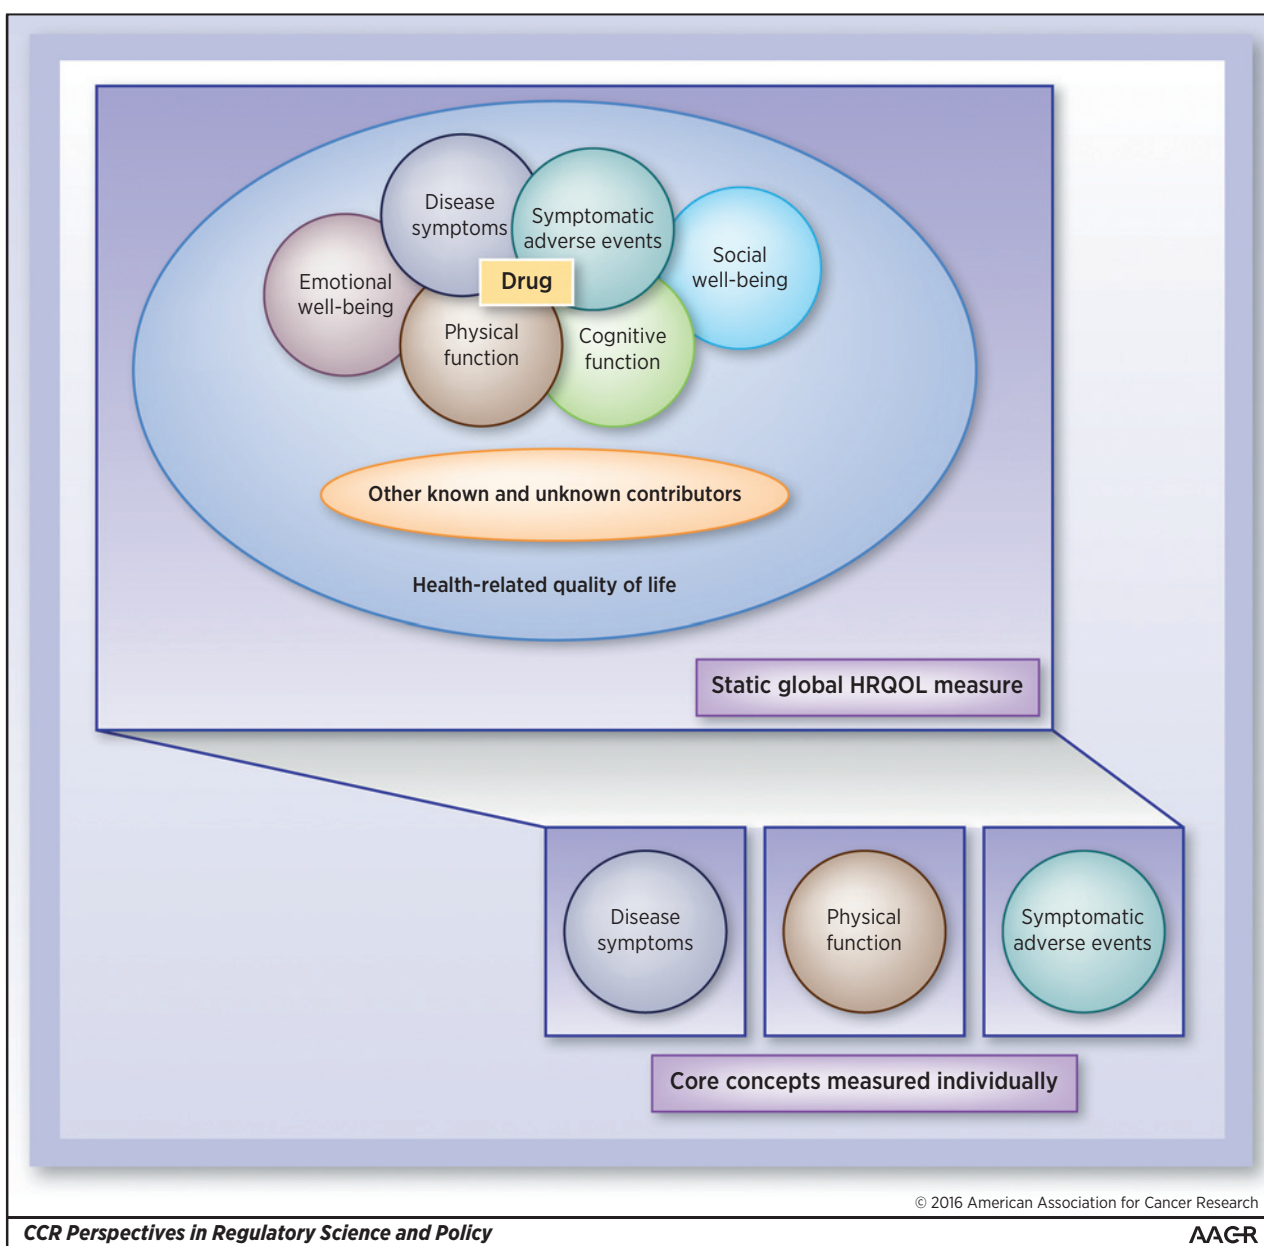 Disease
symptoms
Symptomatic
adverse events
Social
well-being
Emotional
well-being
Drug
Physical
function
Cognitive
function
Other known and unknown contributors
Health-related quality of life
Static global HRQOL measure
Disease
symptoms
Physical
function
Symptomatic
adverse events
Core concepts measured individually
© 2016 American Association for Cancer Research
CCR Perspectives in Regulatory Science and Policy
AACR